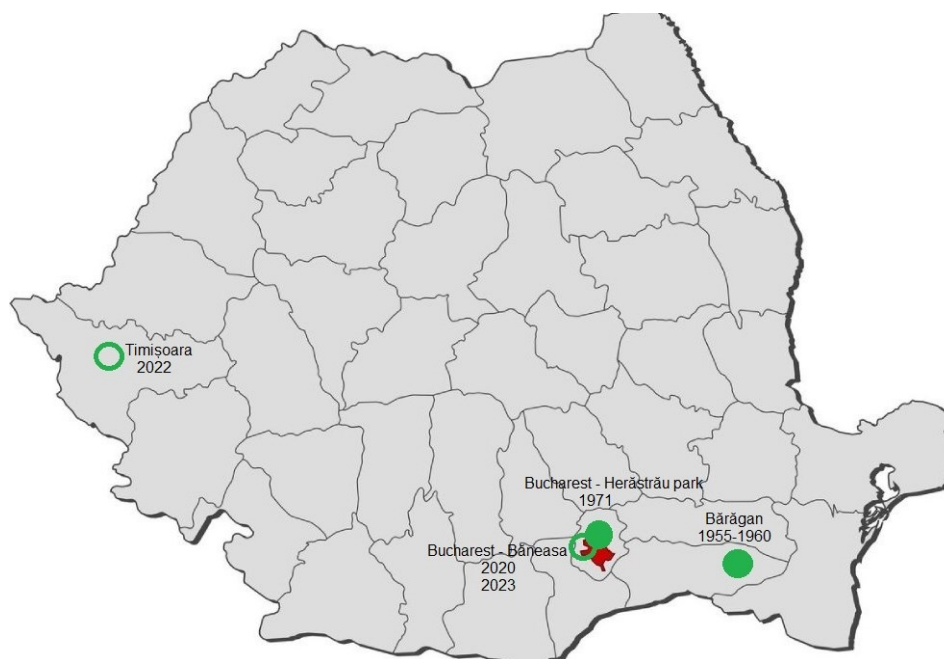 Timișoara
2022
Bucharest - Herăstrău park
1971
Bărăgan
1955-1960
Bucharest - Băneasa
2020
2023